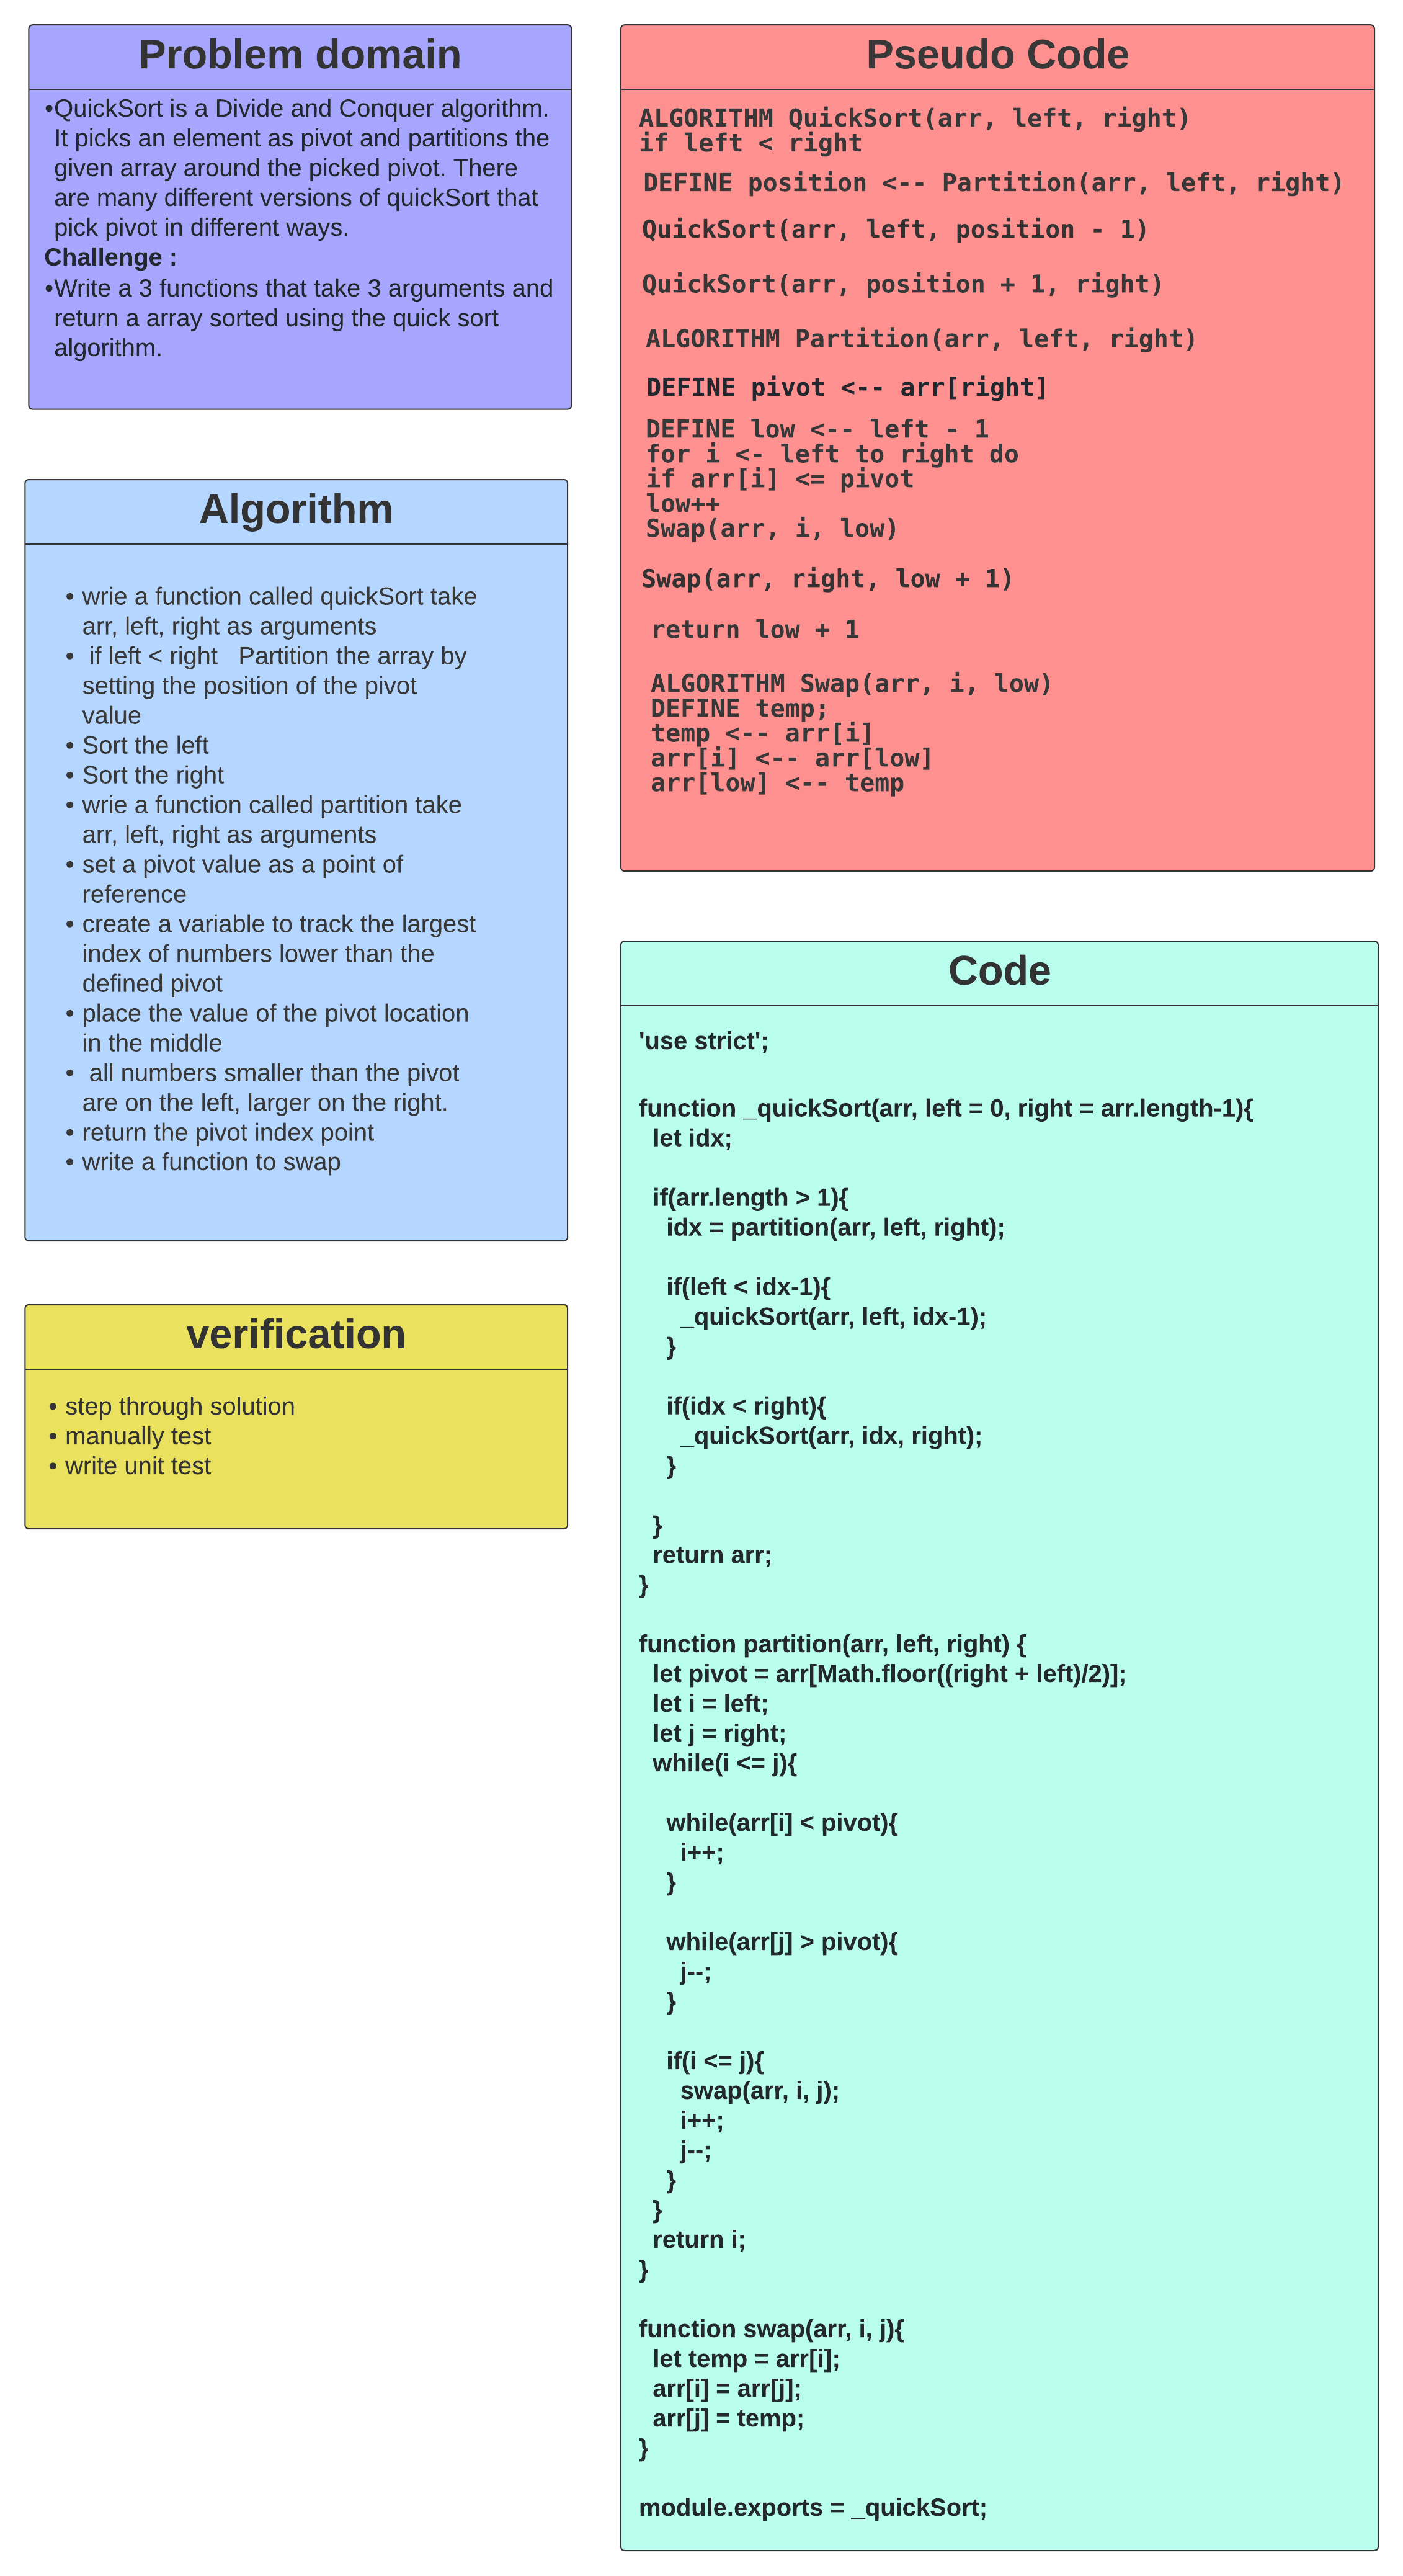 Problem domain
•QuickSort is a Divide and Conquer algorithm.
It picks an element as pivot and partitions the
given array around the picked pivot. There
are many different versions of quickSort that
pick pivot in different ways.
Challenge :
•Write a 3 functions that take 3 arguments and
return a array sorted using the quick sort
algorithm.
Algorithm
• wrie a function called quickSort take
arr, left, right as arguments
• if left < right   Partition the array by
setting the position of the pivot
value
• Sort the left
• Sort the right
• wrie a function called partition take
arr, left, right as arguments
• set a pivot value as a point of
reference
• create a variable to track the largest
index of numbers lower than the
defined pivot
• place the value of the pivot location
in the middle
• all numbers smaller than the pivot
are on the left, larger on the right.
• return the pivot index point
• write a function to swap
verification
• step through solution
• manually test
• write unit test
Pseudo Code
ALGORITHM QuickSort(arr, left, right)
if left < right
DEFINE position <-- Partition(arr, left, right)
QuickSort(arr, left, position - 1)
QuickSort(arr, position + 1, right)
ALGORITHM Partition(arr, left, right)
DEFINE pivot <-- arr[right]
DEFINE low <-- left - 1
for i <- left to right do
if arr[i] <= pivot
low++
Swap(arr, i, low)
Swap(arr, right, low + 1)
return low + 1
ALGORITHM Swap(arr, i, low)
DEFINE temp;
temp <-- arr[i]
arr[i] <-- arr[low]
arr[low] <-- temp
Code
'use strict';
function _quickSort(arr, left = 0, right = arr.length-1){
let idx;
if(arr.length > 1){
idx = partition(arr, left, right);
if(left < idx-1){
_quickSort(arr, left, idx-1);
}
if(idx < right){
_quickSort(arr, idx, right);
}
}
return arr;
}
function partition(arr, left, right) {
let pivot = arr[Math.floor((right + left)/2)];
let i = left;
let j = right;
while(i <= j){
while(arr[i] < pivot){
i++;
}
while(arr[j] > pivot){
j--;
}
if(i <= j){
swap(arr, i, j);
i++;
j--;
}
}
return i;
}
function swap(arr, i, j){
let temp = arr[i];
arr[i] = arr[j];
arr[j] = temp;
}
module.exports = _quickSort;